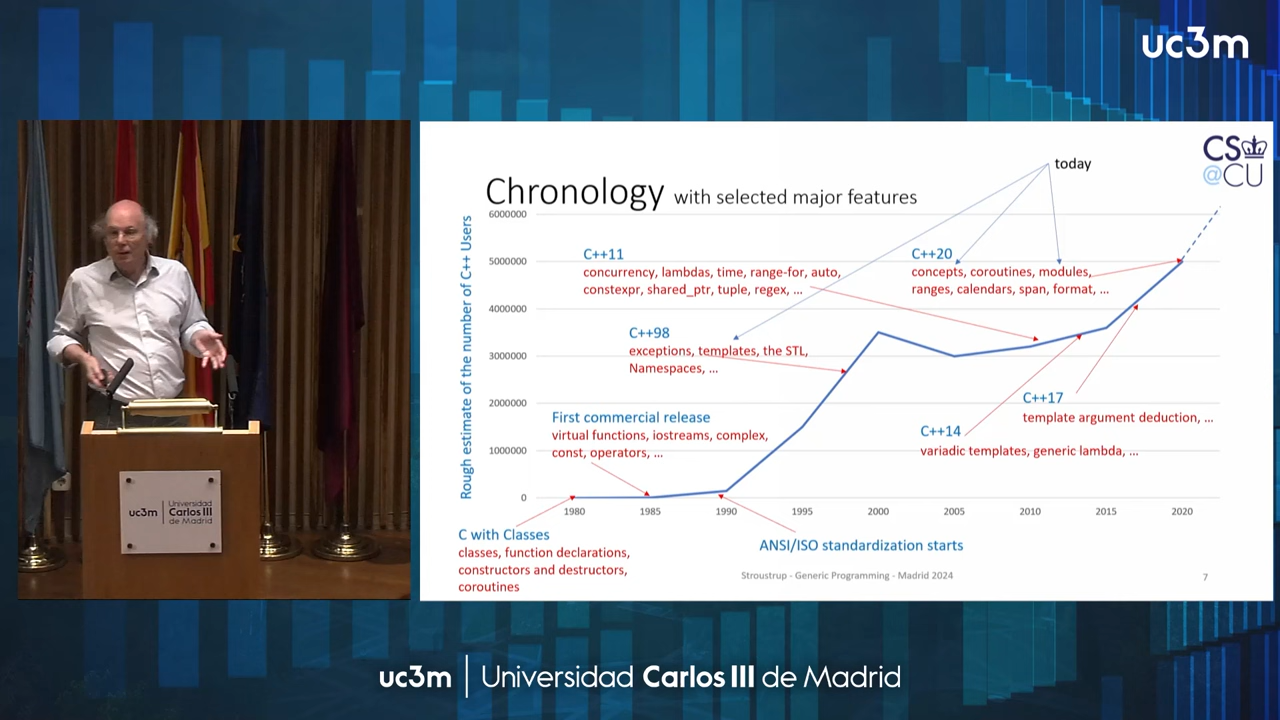 uc3m
CS
@CU
today
Chronology with selected major features
Rough estimate of the number of C++ Users
6000000
5000000
4000000
3000000
2000000
1000000
0
C++11
concurrency, lambdas, time, range-for, auto,
constexpr, shared_ptr, tuple, regex, ...
C++20
concepts, coroutines, modules,
ranges, calendars, span, format, ...
C++98
exceptions, templates, the STL,
Namespaces, ...
C++17
template argument deduction, ...
First commercial release
virtual functions, iostreams, complex,
const, operators, ...
C++14
variadic templates, generic lambda, ...
1980 1985 1990 1995 2000 2005 2010 2015 2020
C with Classes
classes, function declarations,
constructors and destructors,
coroutines
ANSI/ISO standardization starts
Stroustrup - Generic Programming - Madrid 2024
7
uc3m
Universidad
Carlos III
de Madrid
uc3m Universidad Carlos III de Madrid